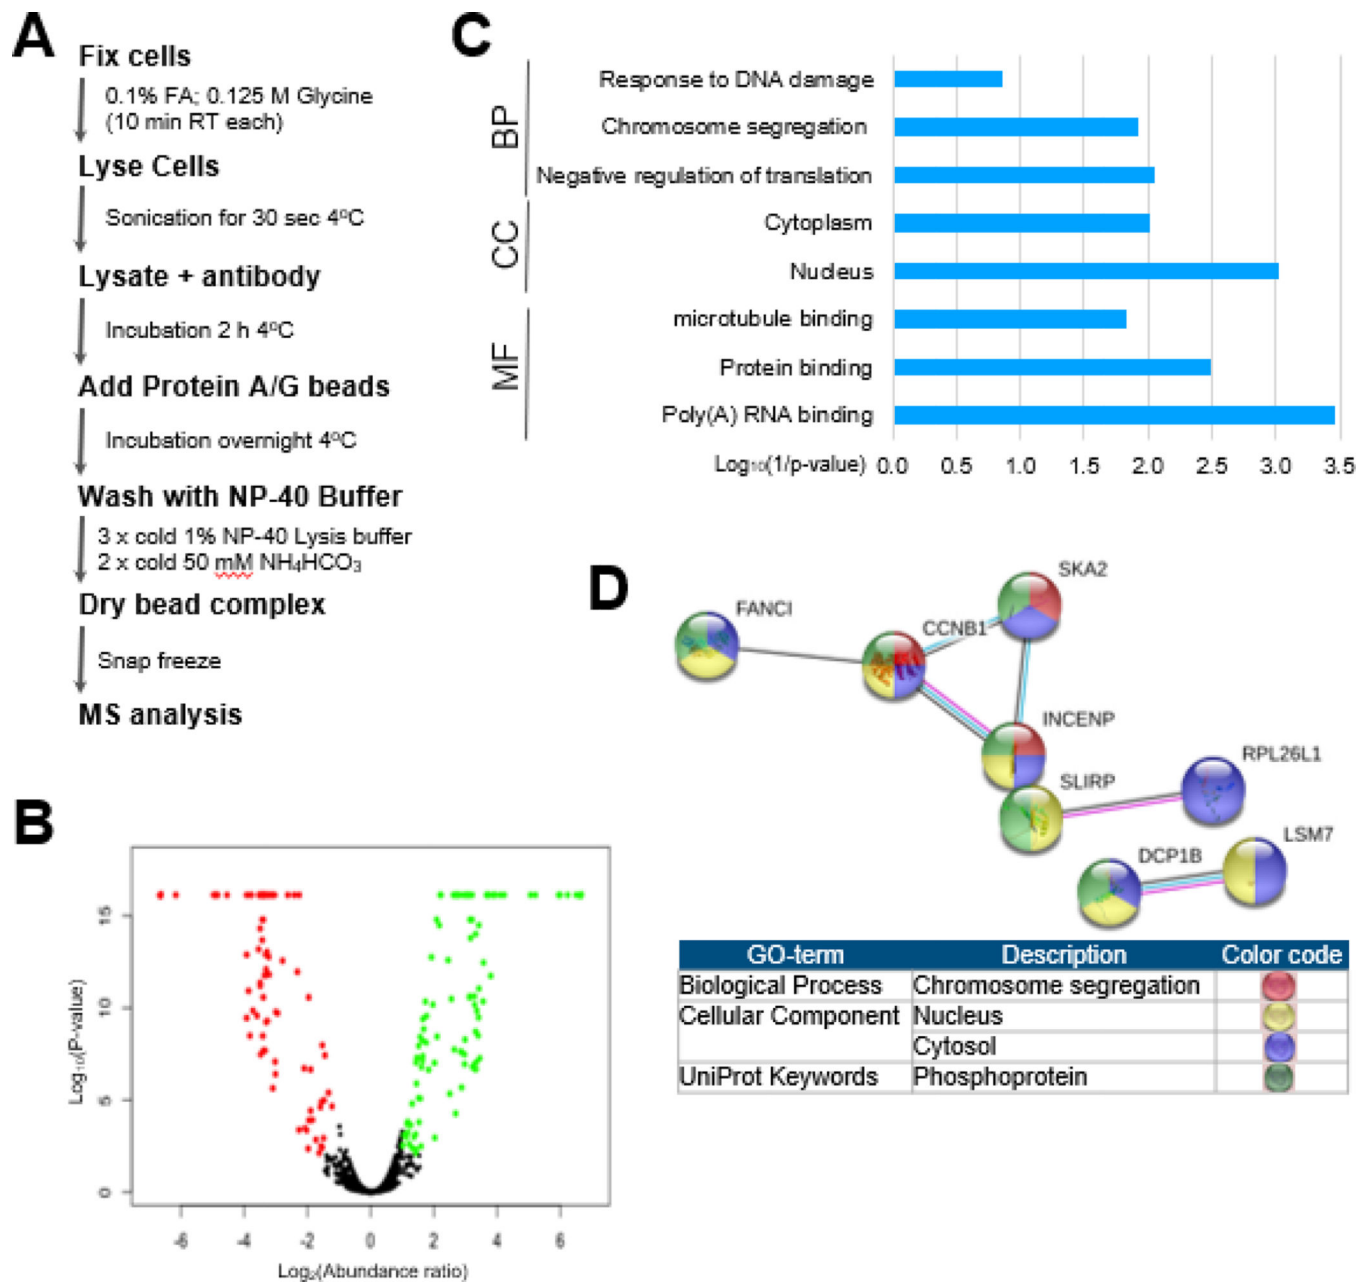 A
Fix cells
0.1% FA; 0.125 M Glycine
(10 min RT each)
Lyse Cells
Sonication for 30 sec 4ºC
Lysate + antibody
Incubation 2 h 4ºC
Add Protein A/G beads
Incubation overnight 4ºC
Wash with NP-40 Buffer
3 x cold 1% NP-40 Lysis buffer
2 x cold 50 mM NH₄HCO₃
Dry bead complex
Snap freeze
MS analysis
B
Log₁₀(P-value)
15
10
5
0
-6
-4
-2
0
2
4
6
Log₂(Abundance ratio)
C
BP
Response to DNA damage
Chromosome segregation
Negative regulation of translation
CC
Cytoplasm
Nucleus
MF
microtubule binding
Protein binding
Poly(A) RNA binding
Log₁₀(1/p-value) 0.0 0.5 1.0 1.5 2.0 2.5 3.0 3.5
D
SKA2
FANCI
CCNB1
INCENP
SLIRP
RPL26L1
DCP1B
LSM7
GO-term Description Color code
Biological Process Chromosome segregation
Cellular Component Nucleus
Cytosol
UniProt Keywords Phosphoprotein